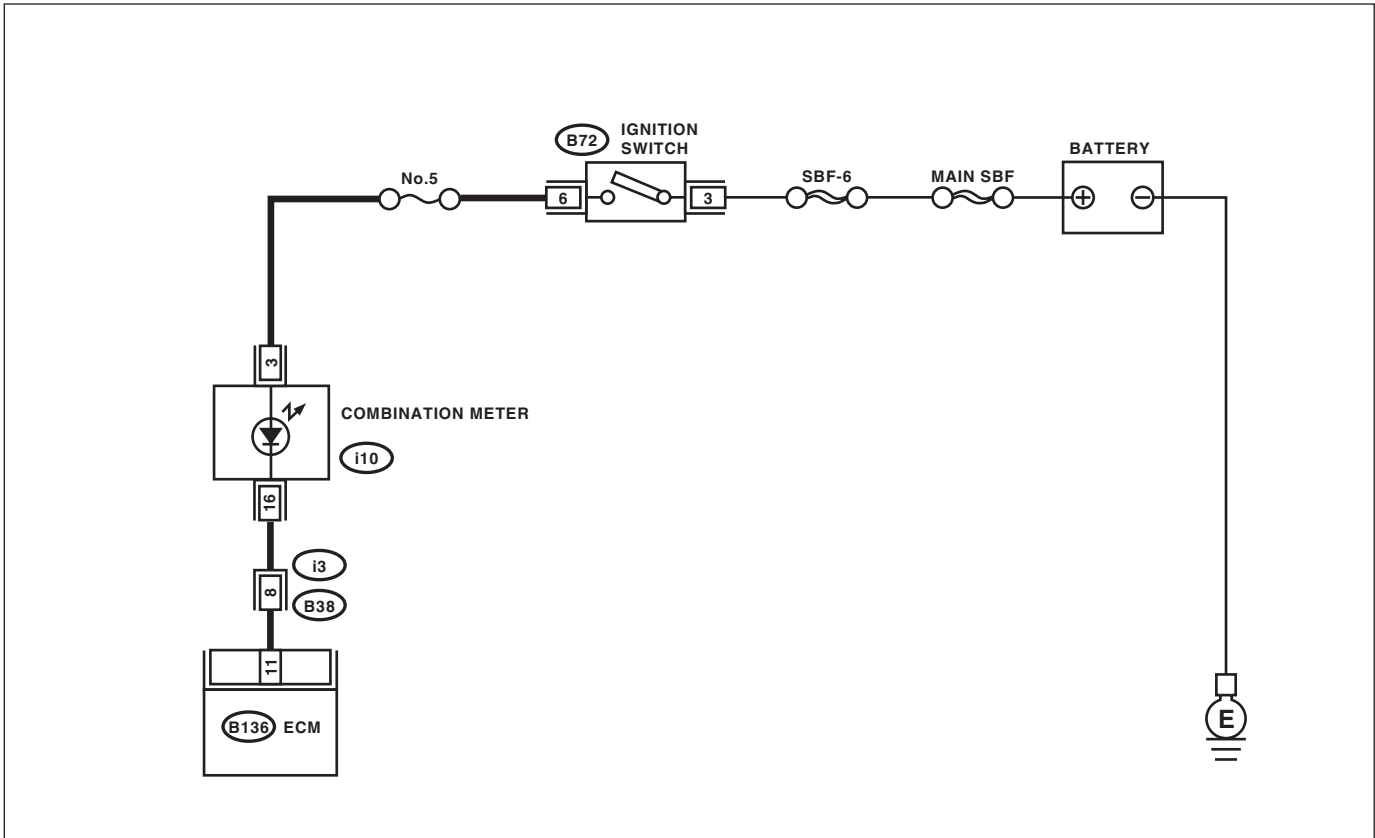 IGNITION
SWITCH
B72
BATTERY
No.5
SBF-6
MAIN SBF
6
3
+
−
3
COMBINATION METER
i10
16
i3
8
B38
11
B136
ECM
E